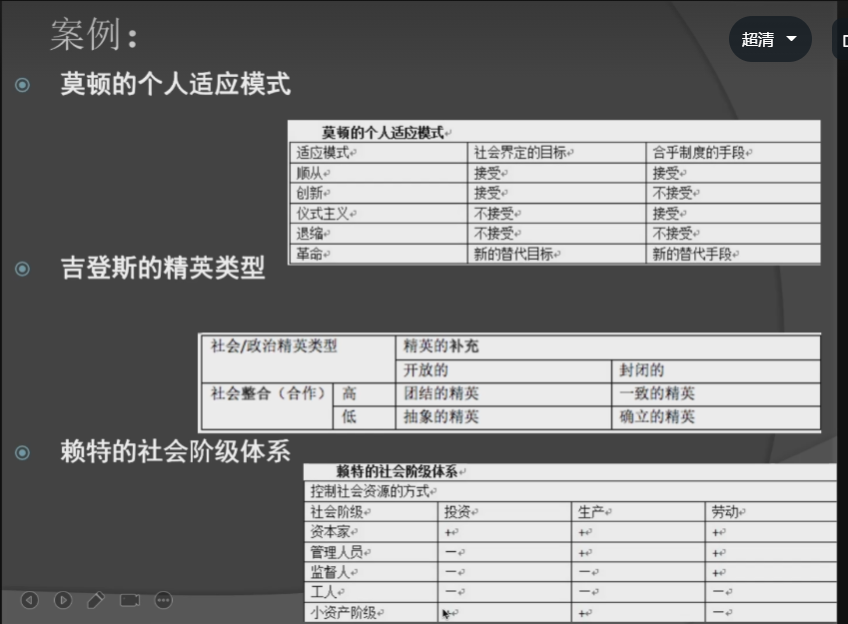 案例：
超清
莫顿的个人适应模式
莫顿的个人适应模式
适应模式 社会界定的目标 合乎制度的手段
顺从 接受 接受
创新 接受 不接受
仪式主义 不接受 接受
退缩 不接受 不接受
革命 新的替代目标 新的替代手段
吉登斯的精英类型
社会/政治精英类型 精英的补充
开放的 封闭的
社会整合（合作） 高 团结的精英 一致的精英
低 抽象的精英 确立的精英
赖特的社会阶级体系
赖特的社会阶级体系
控制社会资源的方式
社会阶级 投资 生产 劳动
资本家 + + +
管理人员 — + +
监督人 — — +
工人 — — —
小资产阶级 + + —